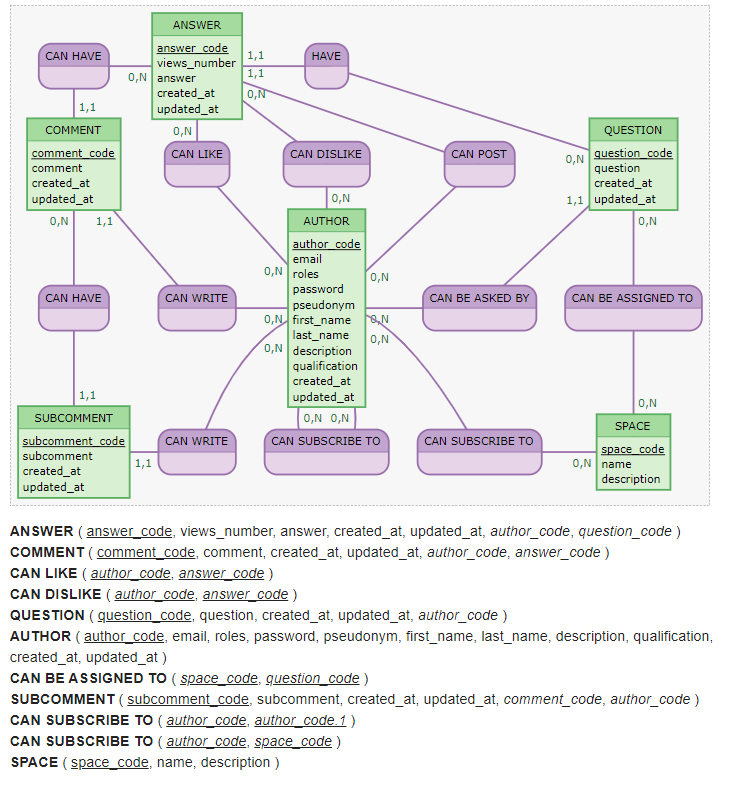 ANSWER
answer_code
views_number
answer
created_at
updated_at
CAN HAVE
HAVE
1,1
1,1
0,N
0,N
0,N
1,1
COMMENT
comment_code
comment
created_at
updated_at
CAN LIKE
CAN DISLIKE
CAN POST
QUESTION
question_code
question
created_at
updated_at
0,N
1,1
0,N
0,N
0,N
1,1
AUTHOR
author_code
email
roles
password
pseudonym
first_name
last_name
description
qualification
created_at
updated_at
0,N
0,N
0,N
0,N
0,N
0,N
CAN HAVE
CAN WRITE
CAN BE ASKED BY
CAN BE ASSIGNED TO
1,1
0,N
0,N
0,N
SUBCOMMENT
subcomment_code
subcomment
created_at
updated_at
CAN WRITE
CAN SUBSCRIBE TO
CAN SUBSCRIBE TO
1,1
0,N
SPACE
space_code
name
description
ANSWER ( answer_code, views_number, answer, created_at, updated_at, author_code, question_code )
COMMENT ( comment_code, comment, created_at, updated_at, author_code, answer_code )
CAN LIKE ( author_code, answer_code )
CAN DISLIKE ( author_code, answer_code )
QUESTION ( question_code, question, created_at, updated_at, author_code )
AUTHOR ( author_code, email, roles, password, pseudonym, first_name, last_name, description, qualification,
created_at, updated_at )
CAN BE ASSIGNED TO ( space_code, question_code )
SUBCOMMENT ( subcomment_code, subcomment, created_at, updated_at, comment_code, author_code )
CAN SUBSCRIBE TO ( author_code, author_code.1 )
CAN SUBSCRIBE TO ( author_code, space_code )
SPACE ( space_code, name, description )